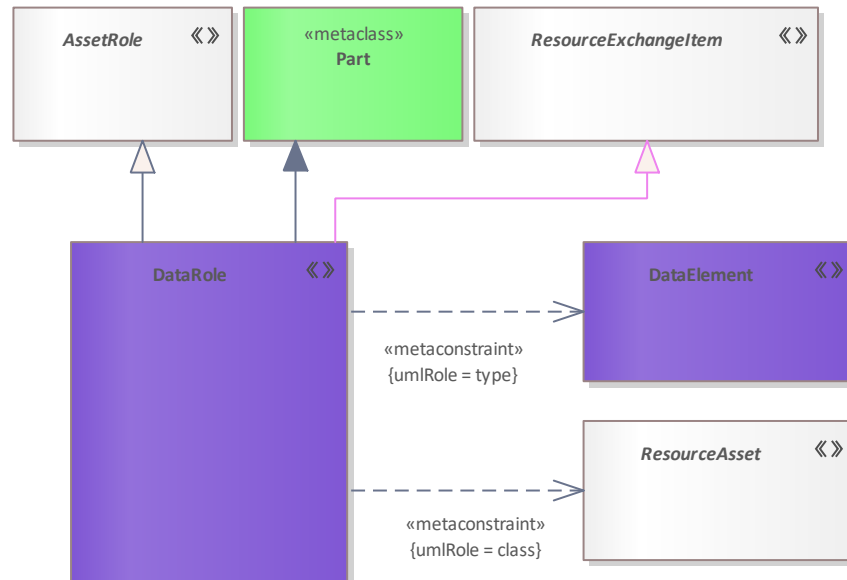 AssetRole
«»
«metaclass»
Part
ResourceExchangeItem
«»
DataRole
«»
DataElement
«»
«metaconstraint»
{umlRole = type}
ResourceAsset
«»
«metaconstraint»
{umlRole = class}